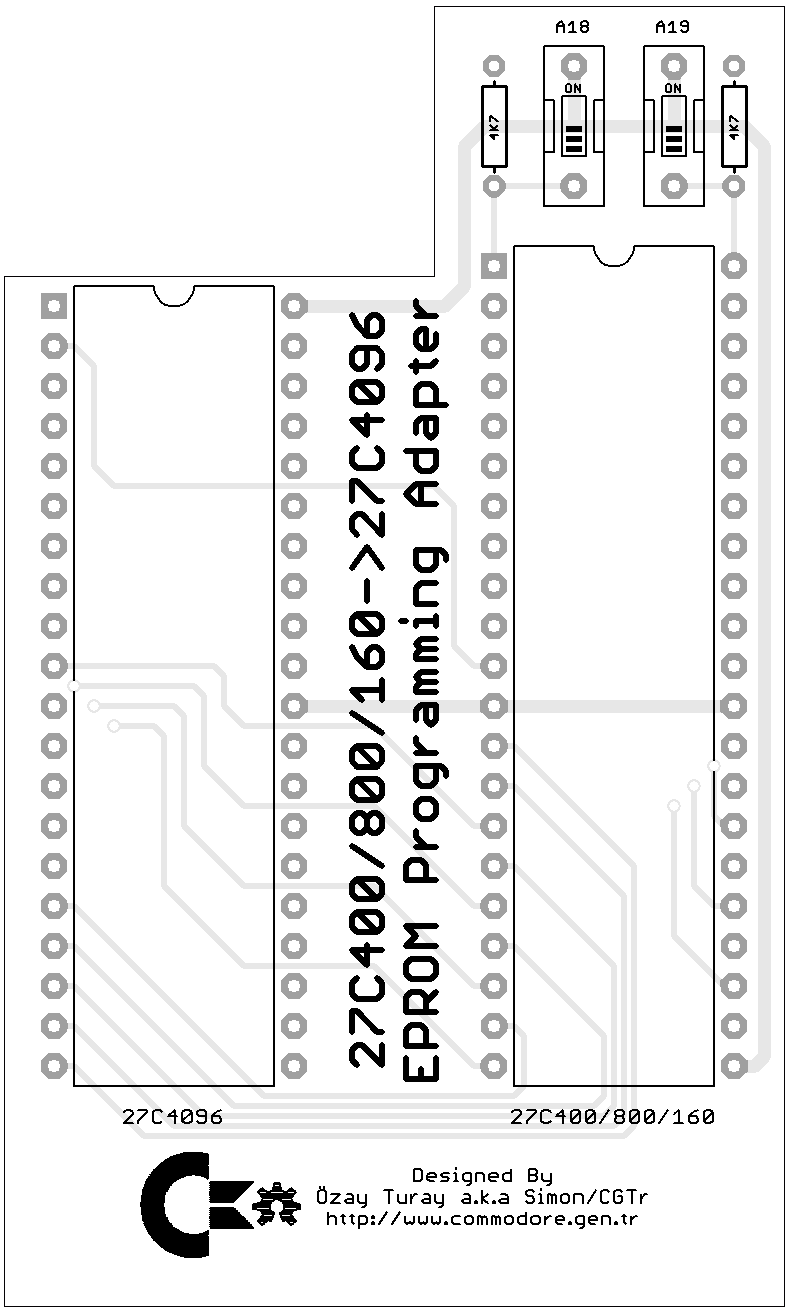 A18 A19
ON ON
4K7 4K7
27C400/800/160->27C4096
EPROM Programming Adapter
27C4096 27C400/800/160
Designed By
Özay Turay a.k.a Simon/CGTr
http://www.commodore.gen.tr